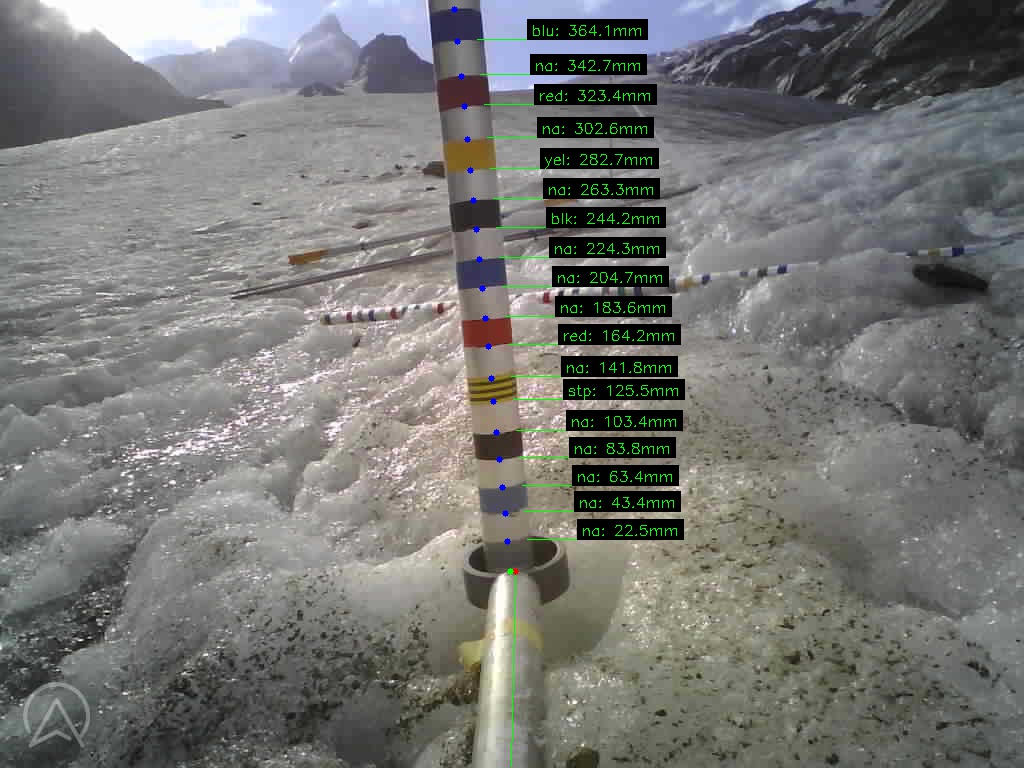 blu: 364.1mm
na: 342.7mm
red: 323.4mm
na: 302.6mm
yel: 282.7mm
na: 263.3mm
blk: 244.2mm
na: 224.3mm
na: 204.7mm
na: 183.6mm
red: 164.2mm
na: 141.8mm
stp: 125.5mm
na: 103.4mm
na: 83.8mm
na: 63.4mm
na: 43.4mm
na: 22.5mm